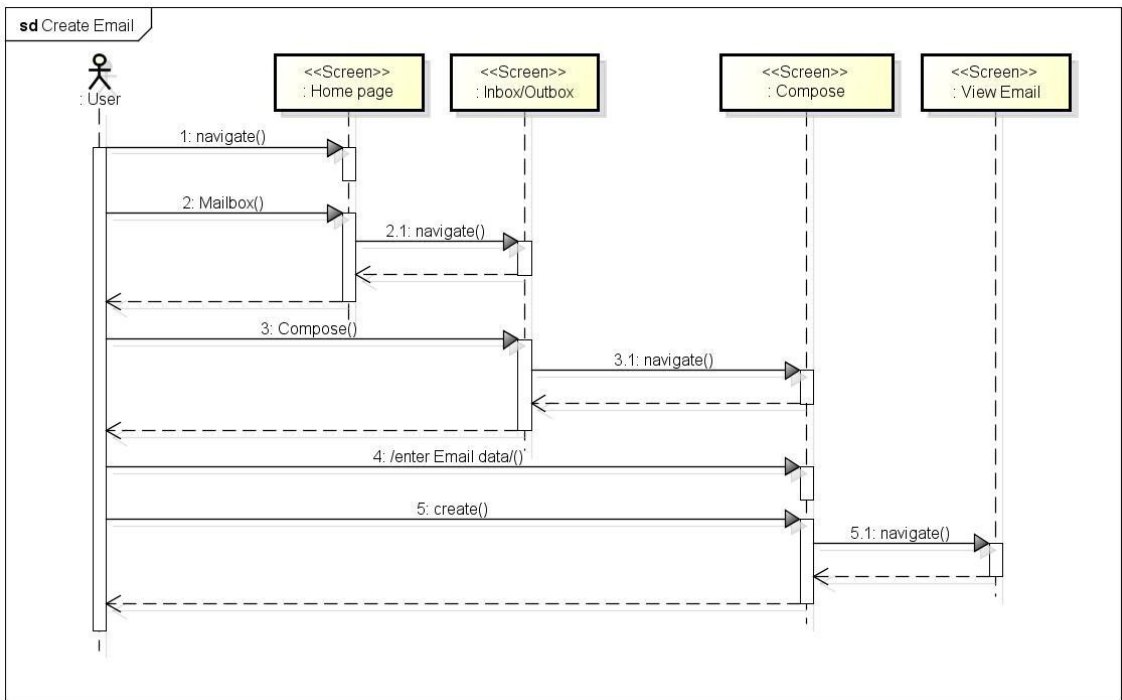 sd Create Email
: User
<<Screen>>
: Home page
<<Screen>>
: Inbox/Outbox
<<Screen>>
: Compose
<<Screen>>
: View Email
1: navigate()
2: Mailbox()
2.1: navigate()
3: Compose()
3.1: navigate()
4: /enter Email data/()
5: create()
5.1: navigate()